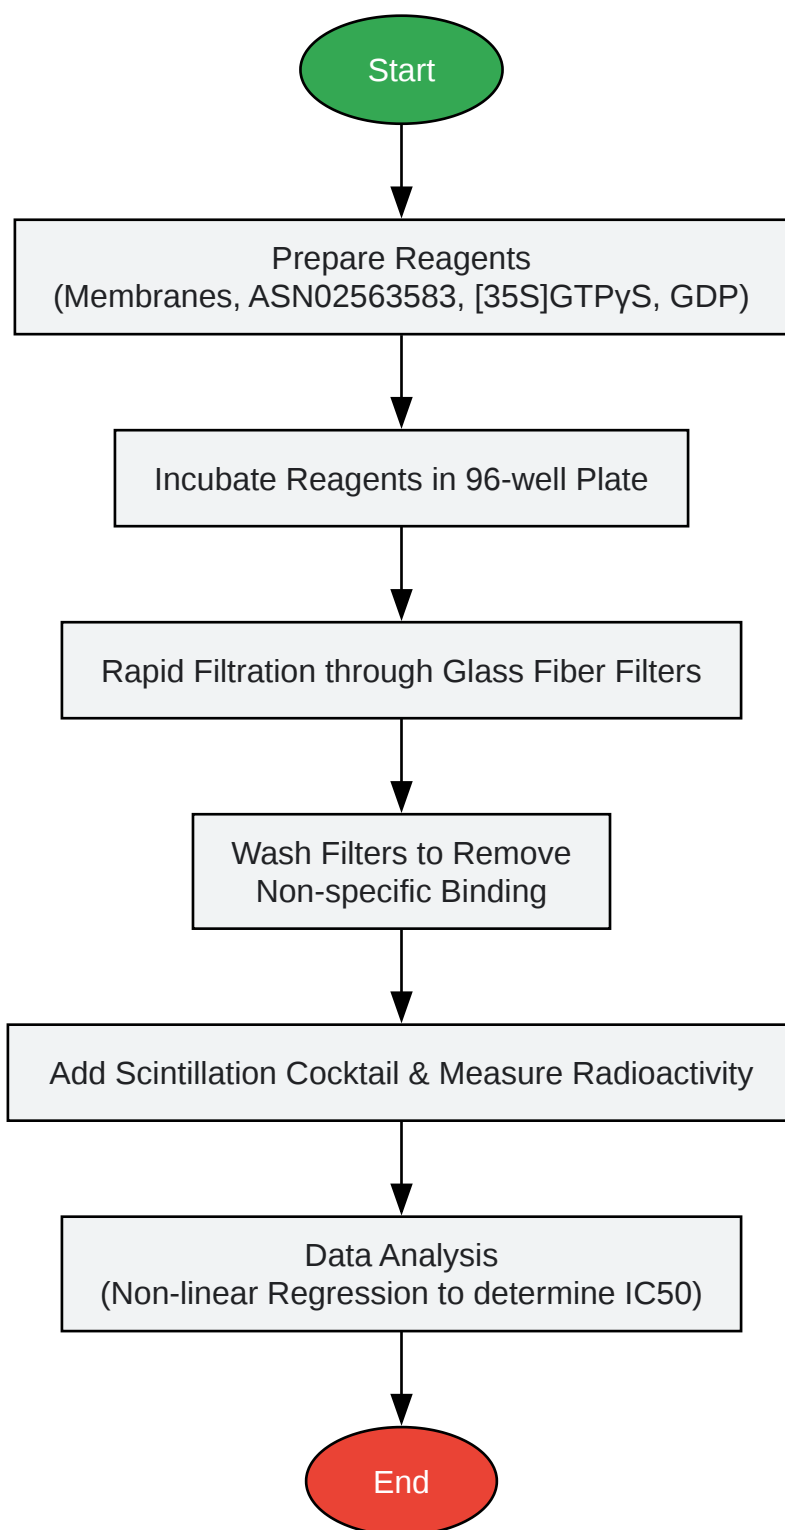 Start
Prepare Reagents
(Membranes, ASN02563583, [35S]GTPγS, GDP)
Incubate Reagents in 96-well Plate
Rapid Filtration through Glass Fiber Filters
Wash Filters to Remove
Non-specific Binding
Add Scintillation Cocktail & Measure Radioactivity
Data Analysis
(Non-linear Regression to determine IC50)
End